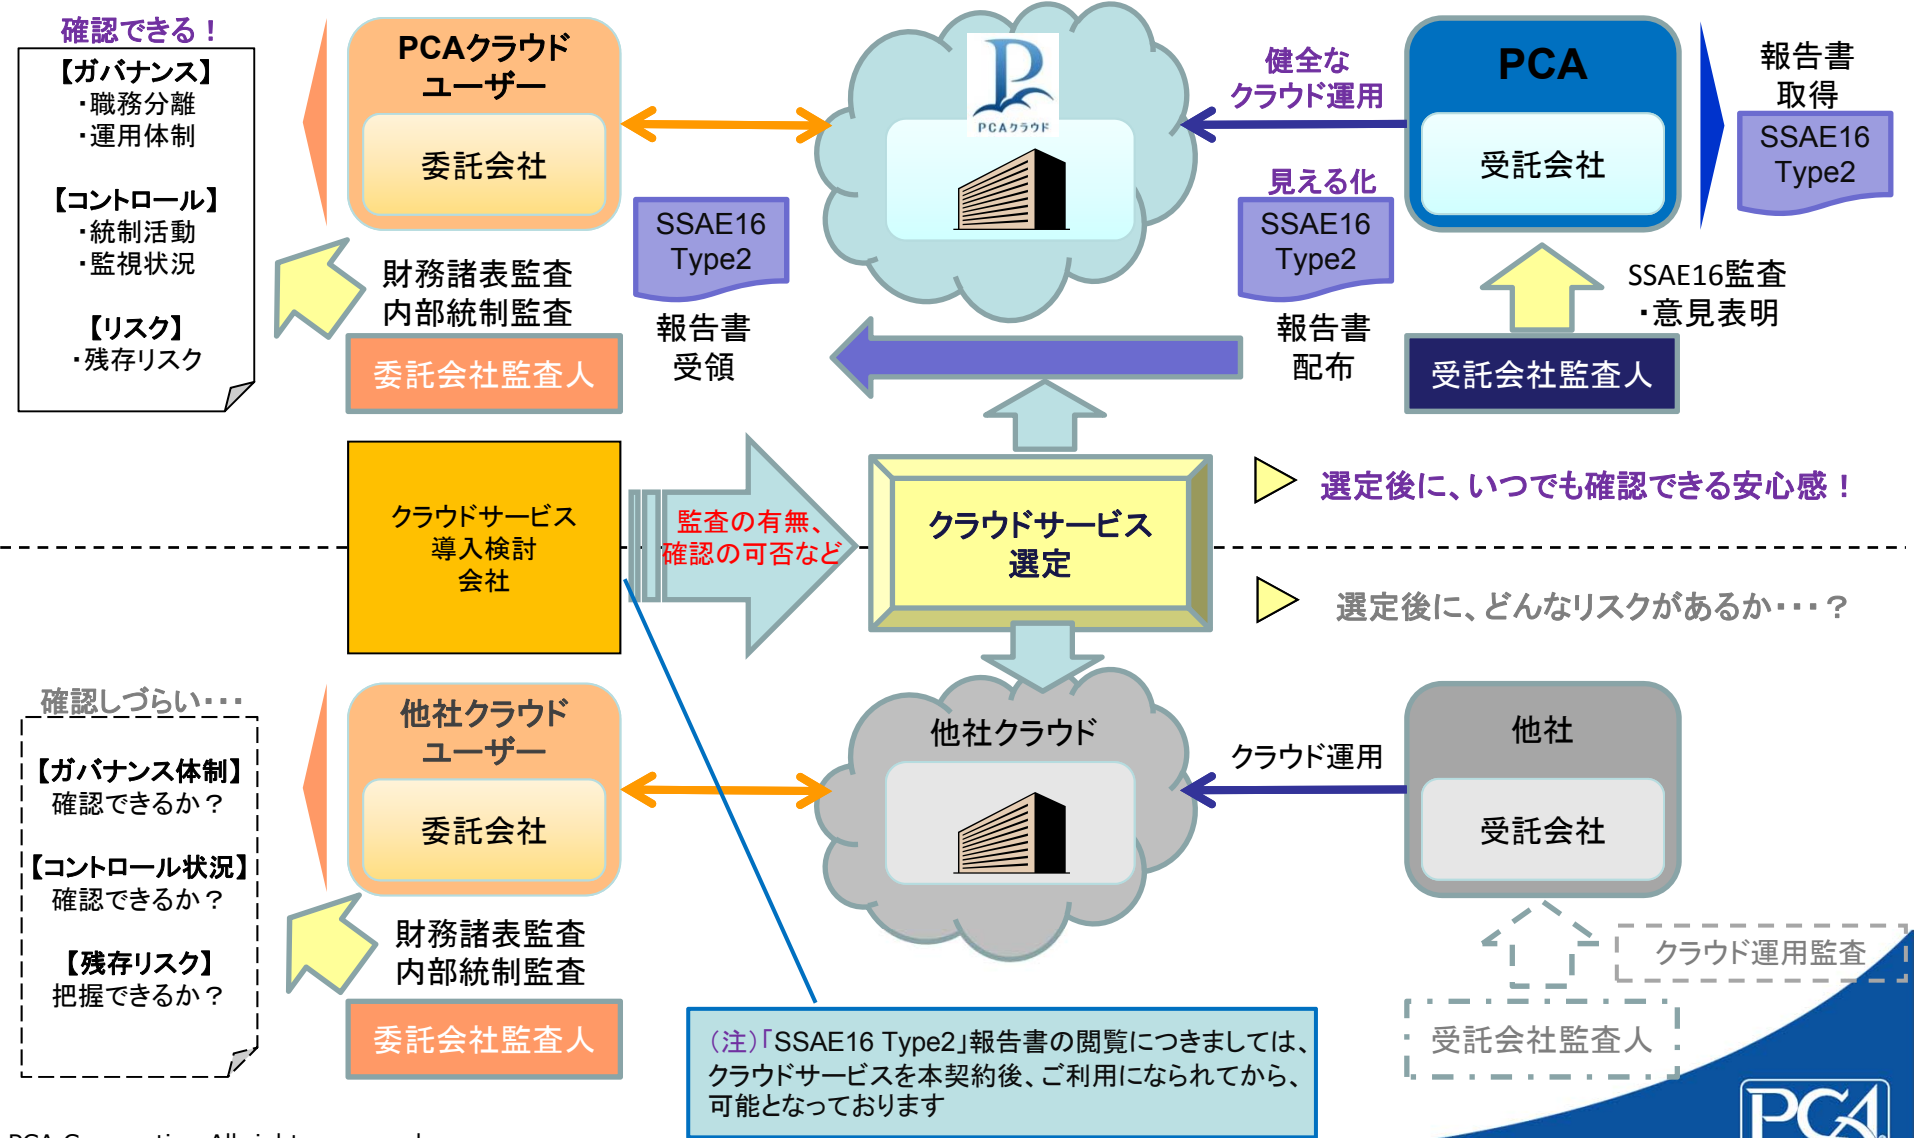 確認できる！
【ガバナンス】
・職務分離
・運用体制
【コントロール】
・統制活動
・監視状況
【リスク】
・残存リスク
PCAクラウド
ユーザー
委託会社
財務諸表監査
内部統制監査
委託会社監査人
SSAE16
Type2
報告書
受領
PCAクラウド
健全な
クラウド運用
見える化
SSAE16
Type2
報告書
配布
PCA
受託会社
報告書
取得
SSAE16
Type2
SSAE16監査
・意見表明
受託会社監査人
クラウドサービス
導入検討
会社
監査の有無、
確認の可否など
クラウドサービス
選定
選定後に、いつでも確認できる安心感！
選定後に、どんなリスクがあるか・・・？
確認しづらい・・・
【ガバナンス体制】
確認できるか？
【コントロール状況】
確認できるか？
【残存リスク】
把握できるか？
他社クラウド
ユーザー
委託会社
財務諸表監査
内部統制監査
委託会社監査人
他社クラウド
クラウド運用
他社
受託会社
クラウド運用監査
受託会社監査人
（注）「SSAE16 Type2」報告書の閲覧につきましては、
クラウドサービスを本契約後、ご利用になられてから、
可能となっております
PCA